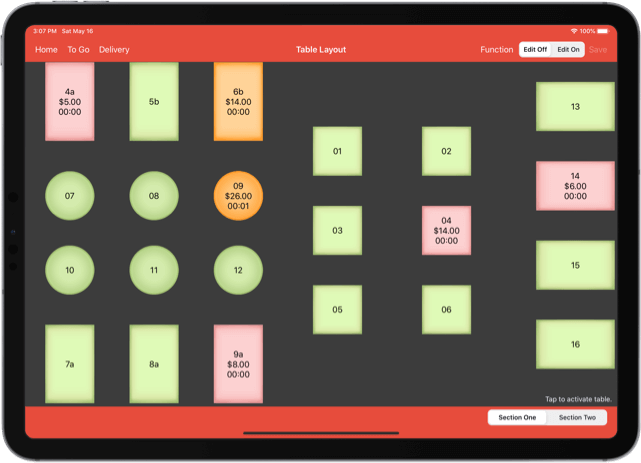 3:07 PM Sat May 16
100%
Home To Go Delivery
Table Layout
Function Edit Off Edit On Save
4a
$5.00
00:00
5b
6b
$14.00
00:00
13
01
02
07
08
09
$26.00
00:01
14
$6.00
00:00
03
04
$14.00
00:00
10
11
12
15
05
06
7a
8a
9a
$8.00
00:00
16
Tap to activate table.
Section One Section Two